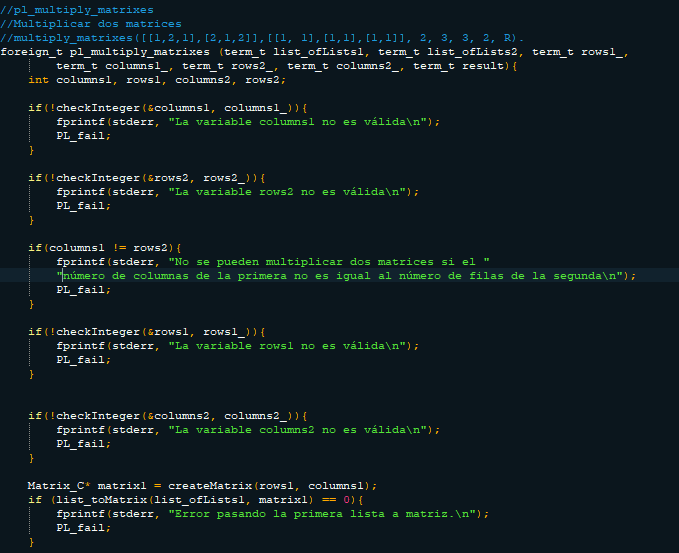 //pl_multiply_matrixes
//Multiplicar dos matrices
//multiply_matrixes([[1,2,1],[2,1,2]],[[1, 1],[1,1],[1,1]], 2, 3, 3, 2, R).
foreign_t pl_multiply_matrixes (term_t list_ofLists1, term_t list_ofLists2, term_t rows1_,
term_t columns1_, term_t rows2_, term_t columns2_, term_t result){
int columns1, rows1, columns2, rows2;
if(!checkInteger(&columns1, columns1_)){
fprintf(stderr, "La variable columns1 no es válida\n");
PL_fail;
}
if(!checkInteger(&rows2, rows2_)){
fprintf(stderr, "La variable rows2 no es válida\n");
PL_fail;
}
if(columns1 != rows2){
fprintf(stderr, "No se pueden multiplicar dos matrices si el "
"número de columnas de la primera no es igual al número de filas de la segunda\n");
PL_fail;
}
if(!checkInteger(&rows1, rows1_)){
fprintf(stderr, "La variable rows1 no es válida\n");
PL_fail;
}
if(!checkInteger(&columns2, columns2_)){
fprintf(stderr, "La variable columns2 no es válida\n");
PL_fail;
}
Matrix_C* matrix1 = createMatrix(rows1, columns1);
if (list_toMatrix(list_ofLists1, matrix1) == 0){
fprintf(stderr, "Error pasando la primera lista a matriz.\n");
PL_fail;
}